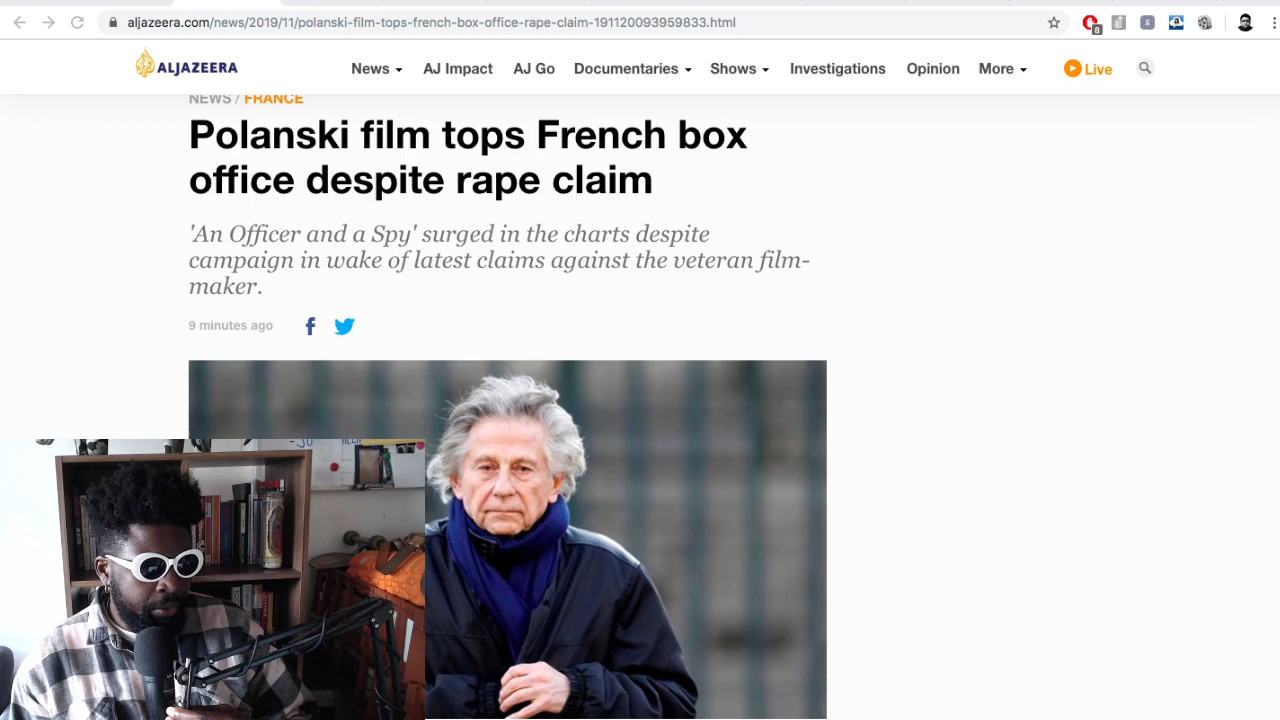 aljazeera.com/news/2019/11/polanski-film-tops-french-box-office-rape-claim-191120093959833.html
8
ALJAZEERA
News AJ Impact AJ Go Documentaries Shows Investigations Opinion More Live
NEWS / FRANCE
Polanski film tops French box
office despite rape claim
'An Officer and a Spy' surged in the charts despite
campaign in wake of latest claims against the veteran film-
maker.
9 minutes ago